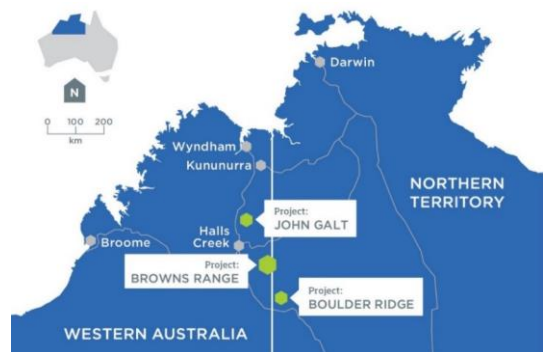 Darwin
N
0 100 200
km
Wyndham
Kununurra
NORTHERN
TERRITORY
Project:
JOHN GALT
Halls
Creek
Broome
Project:
BROWNS RANGE
Project:
BOULDER RIDGE
WESTERN AUSTRALIA